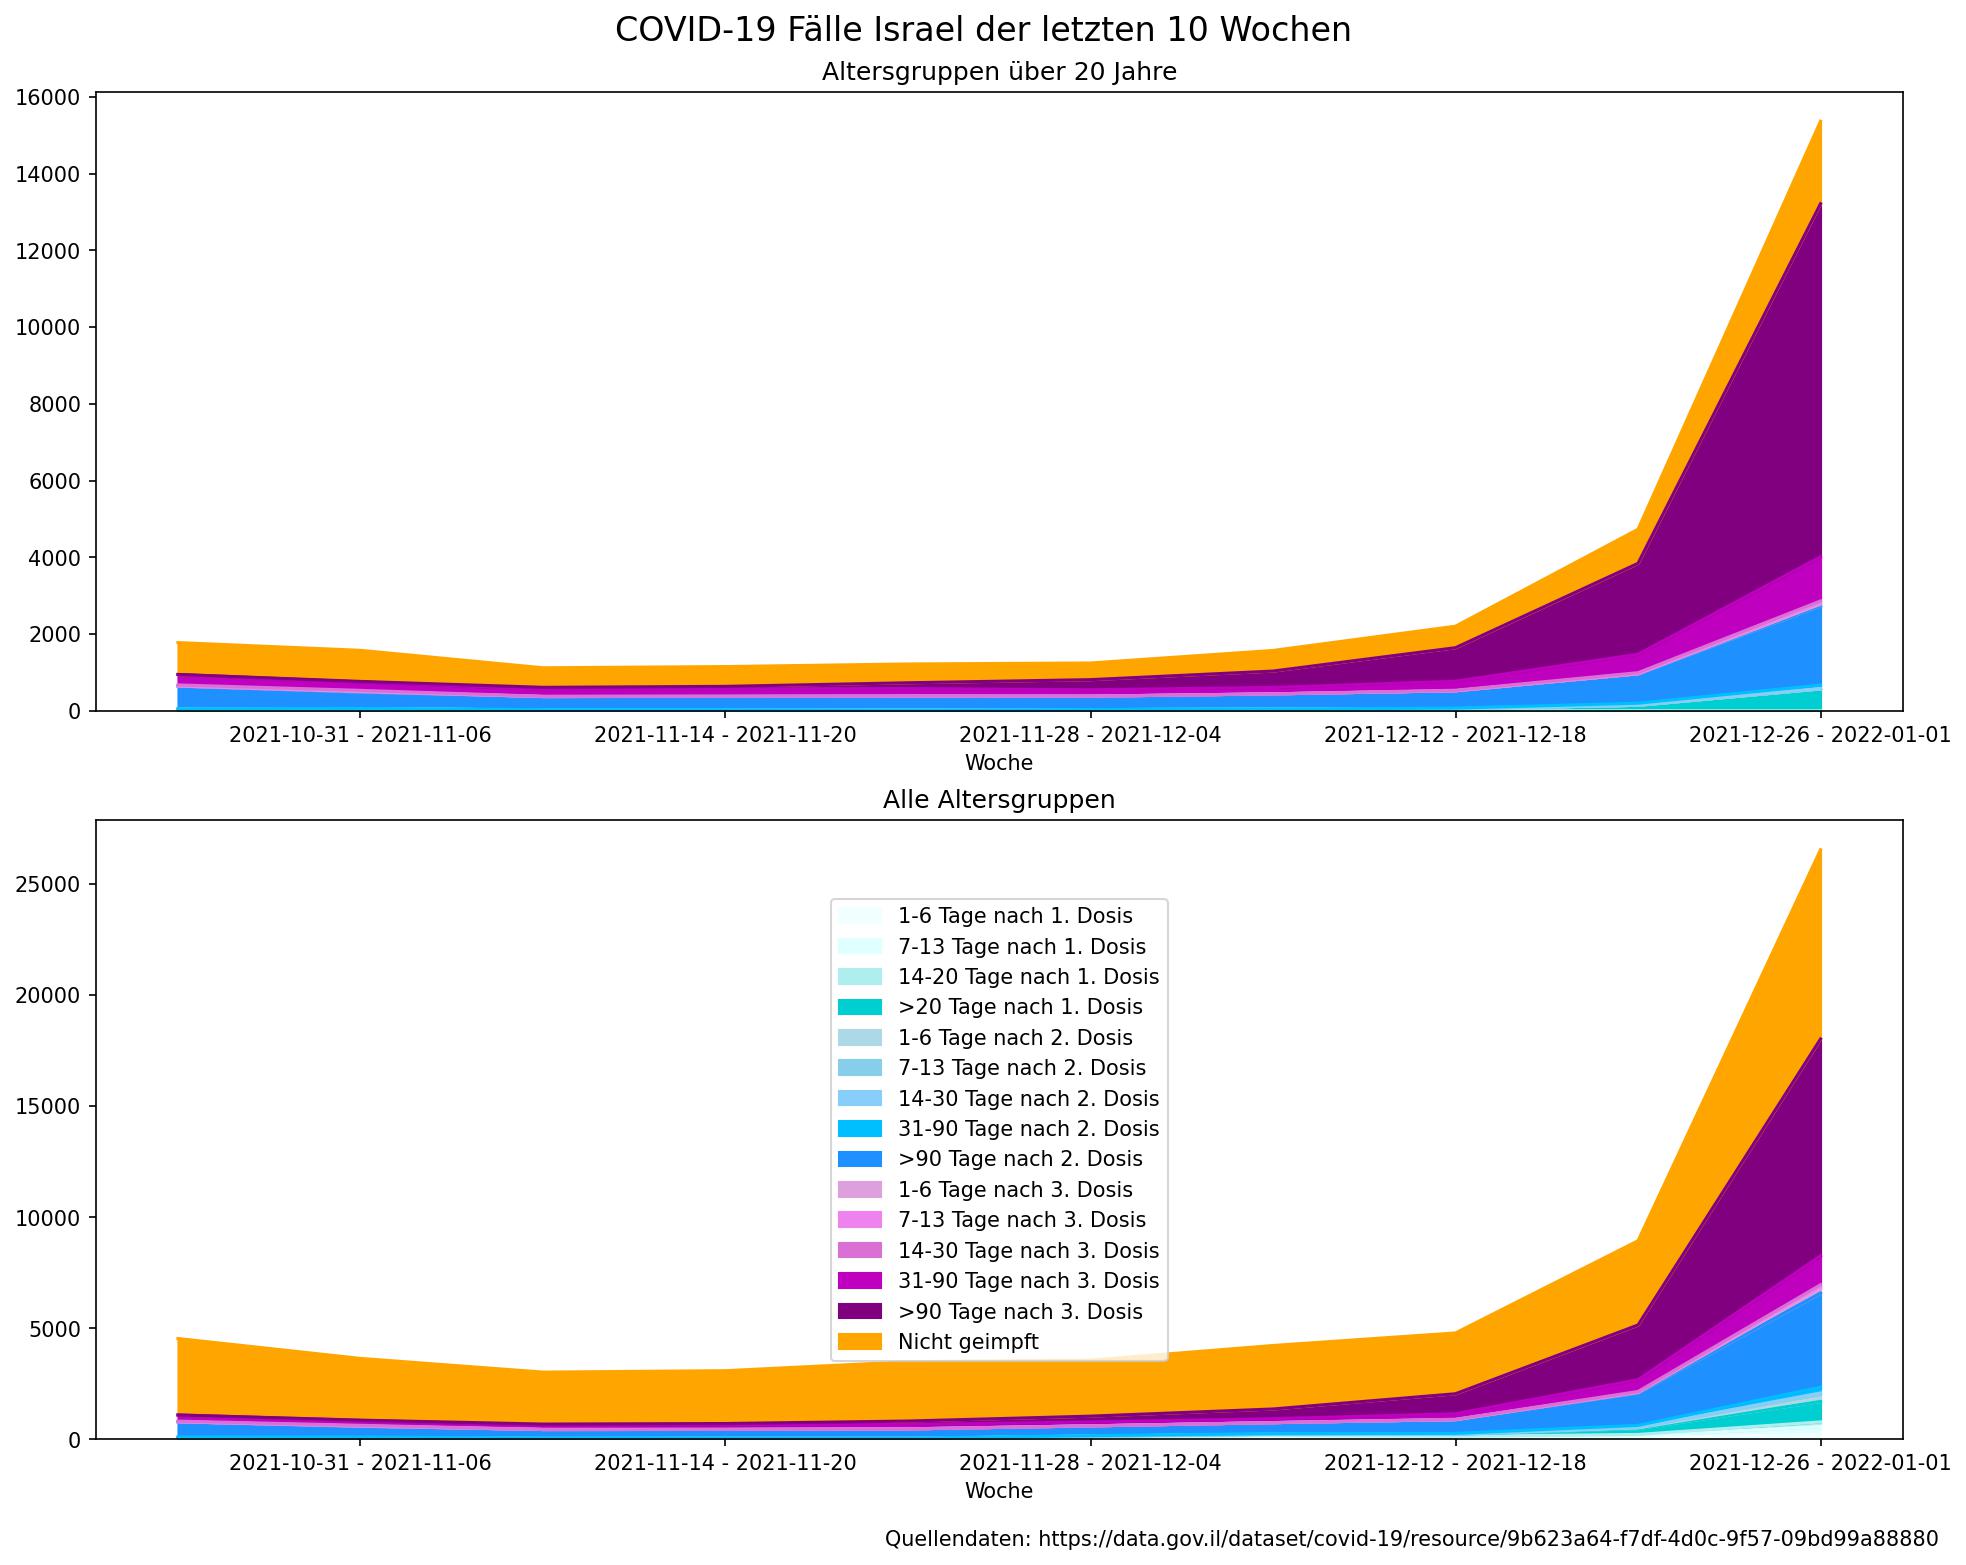 COVID-19 Fälle Israel der letzten 10 Wochen
Altersgruppen über 20 Jahre
16000
14000
12000
10000
8000
6000
4000
2000
0
2021-10-31 - 2021-11-06
2021-11-14 - 2021-11-20
2021-11-28 - 2021-12-04
2021-12-12 - 2021-12-18
2021-12-26 - 2022-01-01
Woche
Alle Altersgruppen
25000
20000
15000
10000
5000
0
1-6 Tage nach 1. Dosis
7-13 Tage nach 1. Dosis
14-20 Tage nach 1. Dosis
>20 Tage nach 1. Dosis
1-6 Tage nach 2. Dosis
7-13 Tage nach 2. Dosis
14-30 Tage nach 2. Dosis
31-90 Tage nach 2. Dosis
>90 Tage nach 2. Dosis
1-6 Tage nach 3. Dosis
7-13 Tage nach 3. Dosis
14-30 Tage nach 3. Dosis
31-90 Tage nach 3. Dosis
>90 Tage nach 3. Dosis
Nicht geimpft
2021-10-31 - 2021-11-06
2021-11-14 - 2021-11-20
2021-11-28 - 2021-12-04
2021-12-12 - 2021-12-18
2021-12-26 - 2022-01-01
Woche
Quellendaten: https://data.gov.il/dataset/covid-19/resource/9b623a64-f7df-4d0c-9f57-09bd99a88880